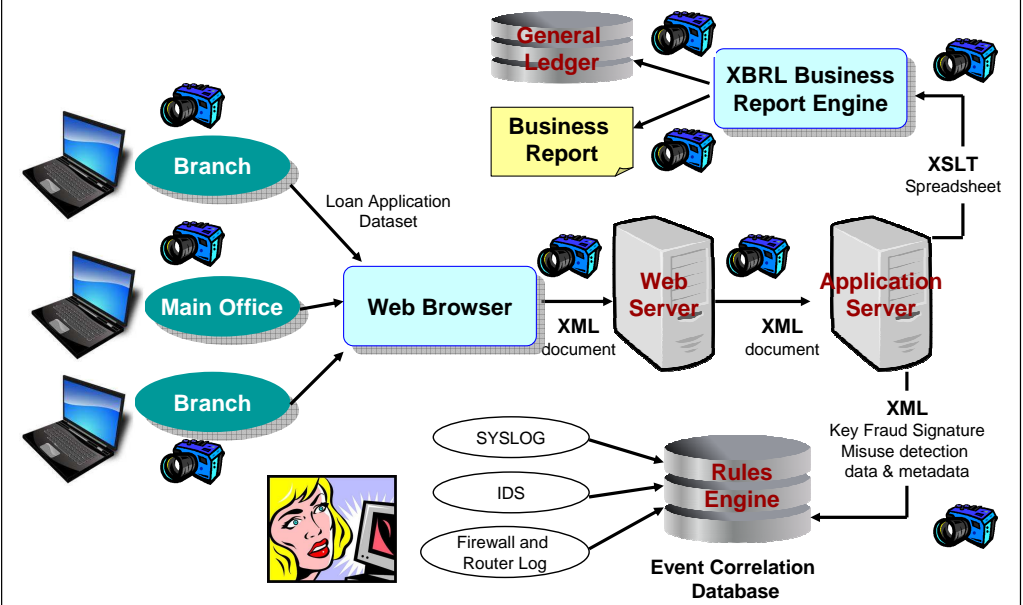 General
Ledger
XBRL Business
Report Engine
Business
Report
XSLT
Spreadsheet
Branch
Loan Application
Dataset
Main Office
Web Browser
Web
Server
Application
Server
XML
document
XML
document
Branch
XML
Key Fraud Signature
Misuse detection
data & metadata
SYSLOG
IDS
Firewall and
Router Log
Rules
Engine
Event Correlation
Database